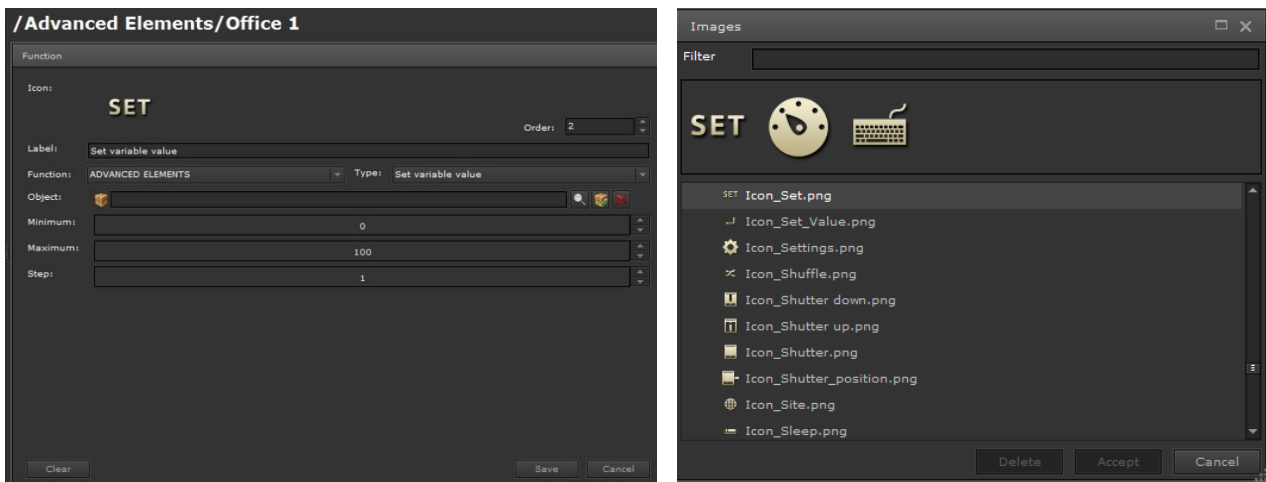 /Advanced Elements/Office 1
Function
Icon:
SET
Order: 2
Label: Set variable value
Function: ADVANCED ELEMENTS Type: Set variable value
Object:
Minimum: 0
Maximum: 100
Step: 1
Clear Save Cancel
Images
Filter
SET
SET Icon_Set.png
Icon_Set_Value.png
Icon_Settings.png
Icon_Shuffle.png
Icon_Shutter down.png
Icon_Shutter up.png
Icon_Shutter.png
Icon_Shutter_position.png
Icon_Site.png
Icon_Sleep.png
Delete Accept Cancel